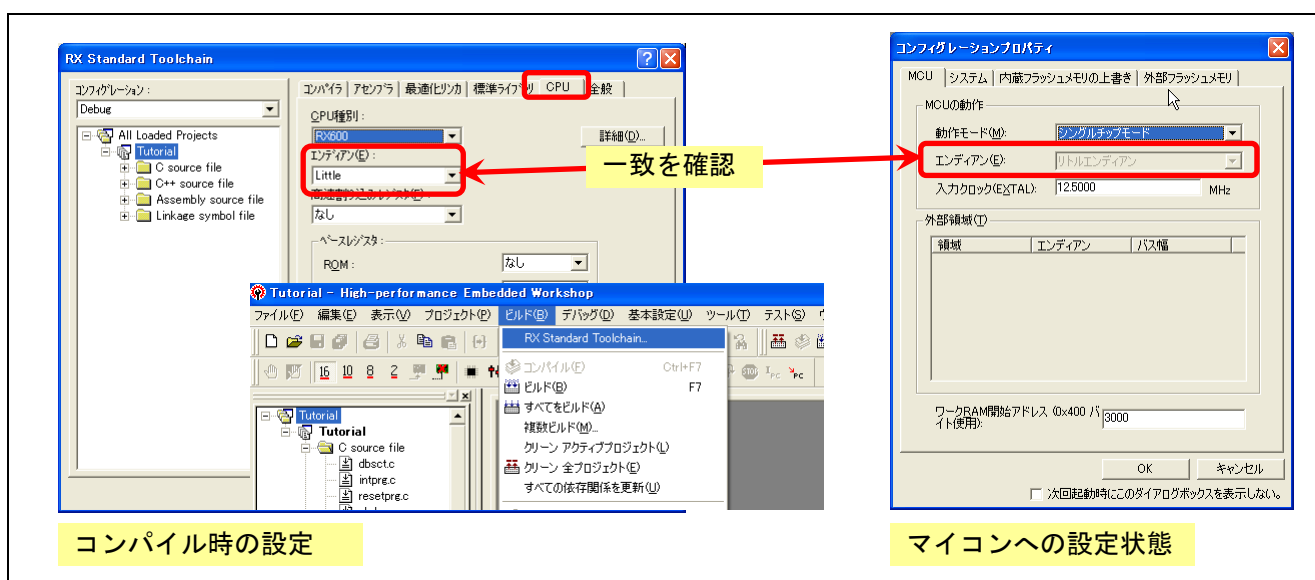 RX Standard Toolchain
コンフィグレーション :
Debug
All Loaded Projects
Tutorial
C source file
C++ source file
Assembly source file
Linkage symbol file
コンパイラ アセンブラ 最適化リンカ 標準ライブラリ CPU 全般
CPU種別 :
RX600
詳細(D)...
エンディアン(E) :
Little
高速割り込みレジスタ(F) :
なし
ベースレジスタ :
ROM : なし
一致を確認
Tutorial - High-performance Embedded Workshop
ファイル(F) 編集(E) 表示(V) プロジェクト(P) ビルド(B) デバッグ(D) 基本設定(U) ツール(T) テスト(S)
16 10 8 2
RX Standard Toolchain...
コンパイル(F) Ctrl+F7
ビルド(B) F7
すべてをビルド(A)
複数ビルド(M)...
クリーン アクティブプロジェクト(L)
クリーン 全プロジェクト(E)
すべての依存関係を更新(U)
Tutorial
Tutorial
C source file
dbsct.c
intprg.c
resetprg.c
コンパイル時の設定
コンフィグレーションプロパティ
MCU システム 内蔵フラッシュメモリの上書き 外部フラッシュメモリ
MCUの動作
動作モード(M): シングルチップモード
エンディアン(E): リトルエンディアン
入力クロック(EXTAL): 12.5000 MHz
外部領域(T)
領域 エンディアン バス幅
ワークRAM開始アドレス (0x400 バ
イト使用): 3000
OK キャンセル
次回起動時にこのダイアログボックスを表示しない。
マイコンへの設定状態